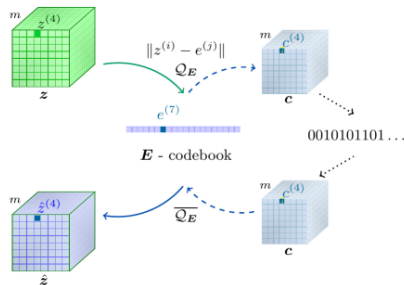 m
z^{(4)}
z
‖z^{(i)} − e^{(j)}‖
𝒬_E
m
c^{(4)}
c
e^{(7)}
E - codebook
0010101101 . . .
m
ẑ^{(4)}
ẑ
\overline{𝒬_E}
m
c^{(4)}
c